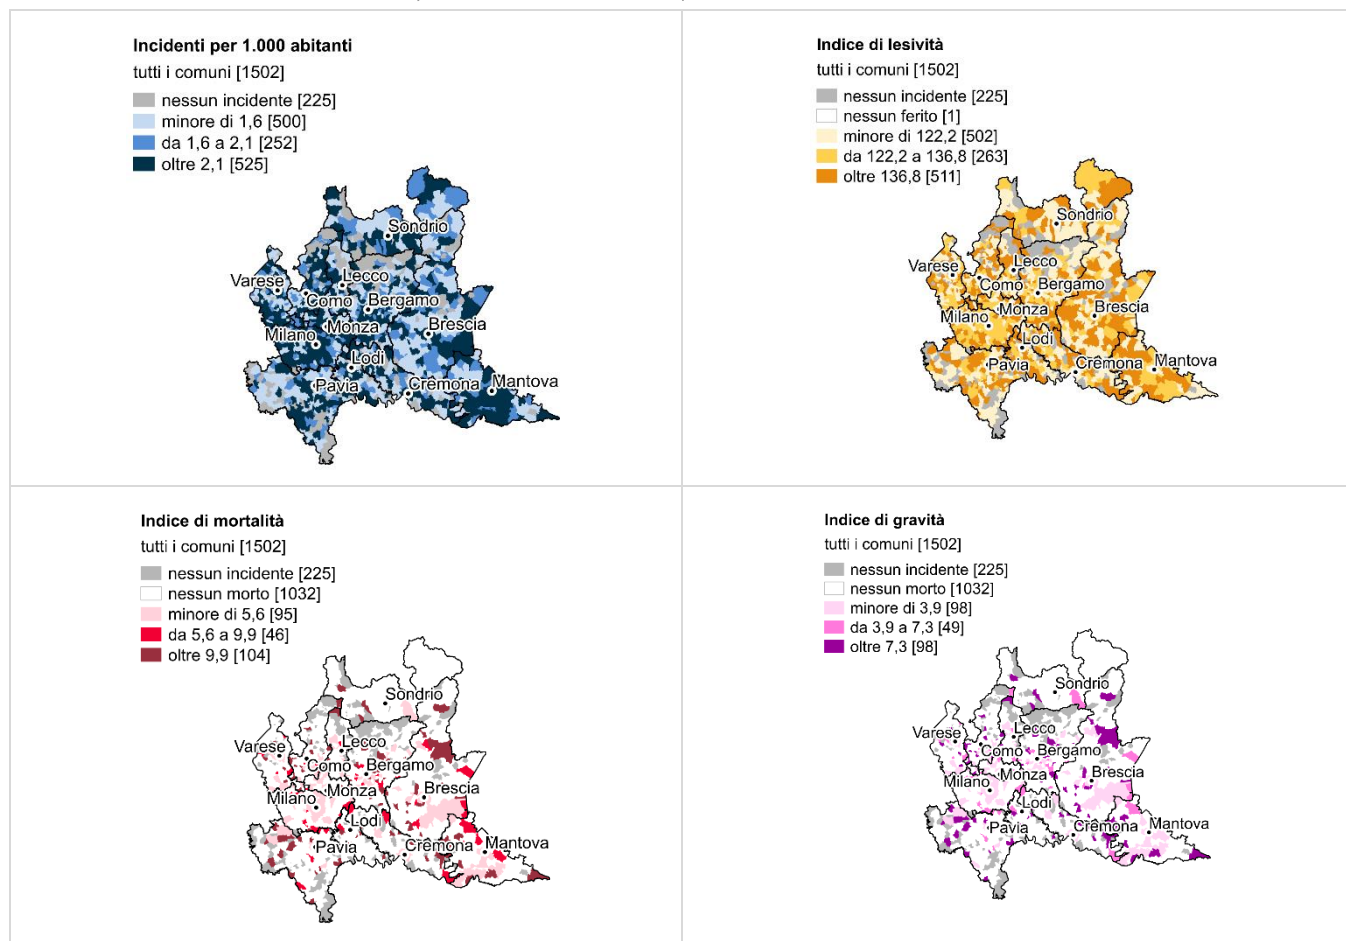 Incidenti per 1.000 abitanti
tutti i comuni [1502]
nessun incidente [225]
minore di 1,6 [500]
da 1,6 a 2,1 [252]
oltre 2,1 [525]
Sondrio
Lecco
Varese
Como
Bergamo
Monza
Brescia
Milano
Lodi
Pavia
Cremona
Mantova
Indice di lesività
tutti i comuni [1502]
nessun incidente [225]
nessun ferito [1]
minore di 122,2 [502]
da 122,2 a 136,8 [263]
oltre 136,8 [511]
Sondrio
Varese
Lecco
Como
Bergamo
Monza
Brescia
Milano
Lodi
Pavia
Cremona
Mantova
Indice di mortalità
tutti i comuni [1502]
nessun incidente [225]
nessun morto [1032]
minore di 5,6 [95]
da 5,6 a 9,9 [46]
oltre 9,9 [104]
Sondrio
Varese
Lecco
Como
Bergamo
Monza
Brescia
Milano
Lodi
Pavia
Cremona
Mantova
Indice di gravità
tutti i comuni [1502]
nessun incidente [225]
nessun morto [1032]
minore di 3,9 [98]
da 3,9 a 7,3 [49]
oltre 7,3 [98]
Sondrio
Varese
Lecco
Como
Bergamo
Monza
Brescia
Milano
Lodi
Pavia
Cremona
Mantova